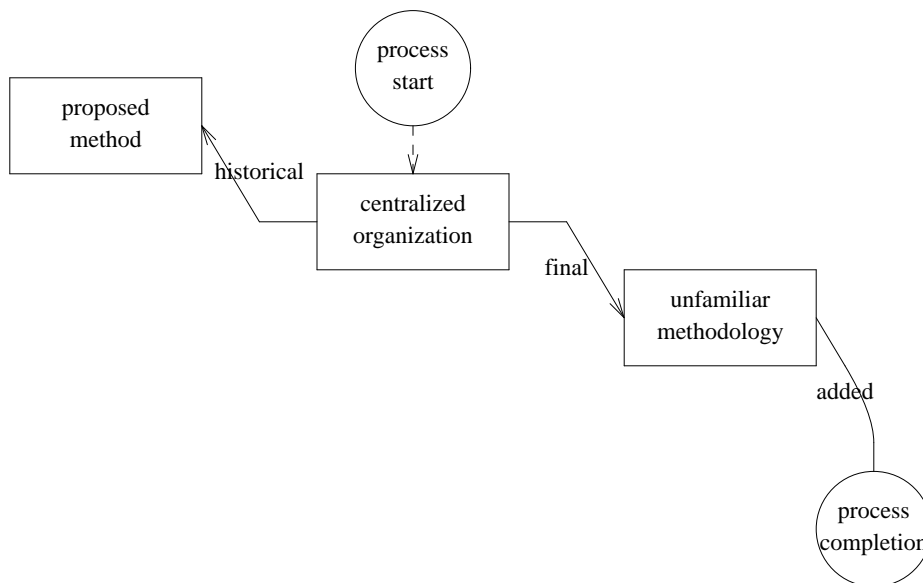 process
start
proposed
method
historical
centralized
organization
final
unfamiliar
methodology
added
process
completion